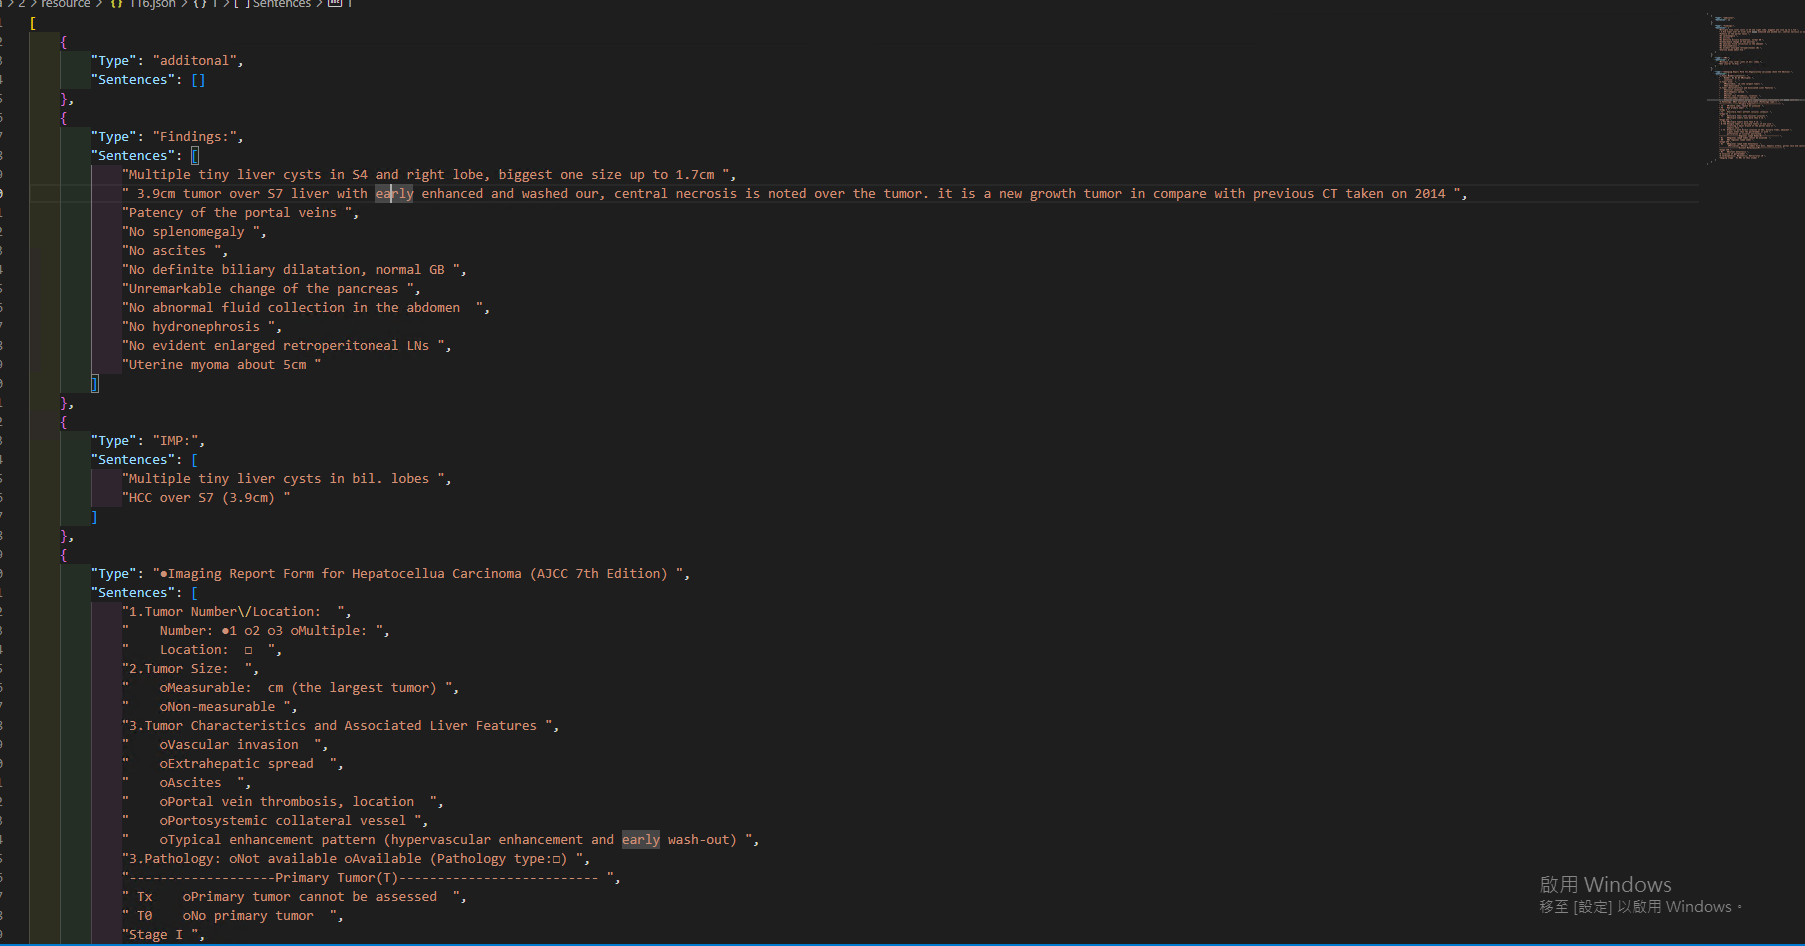 2 > resource > {} 116.json > { } 1 > [ ] Sentences > abc 1
[
{
"Type": "additonal",
"Sentences": []
},
{
"Type": "Findings:",
"Sentences": [
"Multiple tiny liver cysts in S4 and right lobe, biggest one size up to 1.7cm ",
" 3.9cm tumor over S7 liver with early enhanced and washed our, central necrosis is noted over the tumor. it is a new growth tumor in compare with previous CT taken on 2014 ",
"Patency of the portal veins ",
"No splenomegaly ",
"No ascites ",
"No definite biliary dilatation, normal GB ",
"Unremarkable change of the pancreas ",
"No abnormal fluid collection in the abdomen  ",
"No hydronephrosis ",
"No evident enlarged retroperitoneal LNs ",
"Uterine myoma about 5cm "
]
},
{
"Type": "IMP:",
"Sentences": [
"Multiple tiny liver cysts in bil. lobes ",
"HCC over S7 (3.9cm) "
]
},
{
"Type": "●Imaging Report Form for Hepatocellua Carcinoma (AJCC 7th Edition) ",
"Sentences": [
"1.Tumor Number\/Location:  ",
"    Number: ●1 o2 o3 oMultiple: ",
"    Location:  □  ",
"2.Tumor Size:  ",
"    oMeasurable:  cm (the largest tumor) ",
"    oNon-measurable ",
"3.Tumor Characteristics and Associated Liver Features ",
"    oVascular invasion  ",
"    oExtrahepatic spread  ",
"    oAscites  ",
"    oPortal vein thrombosis, location  ",
"    oPortosystemic collateral vessel ",
"    oTypical enhancement pattern (hypervascular enhancement and early wash-out) ",
"3.Pathology: oNot available oAvailable (Pathology type:□) ",
"-------------------Primary Tumor(T)-------------------------- ",
" Tx    oPrimary tumor cannot be assessed  ",
" T0    oNo primary tumor  ",
"Stage I ",
啟用 Windows
移至 [設定] 以啟用 Windows。